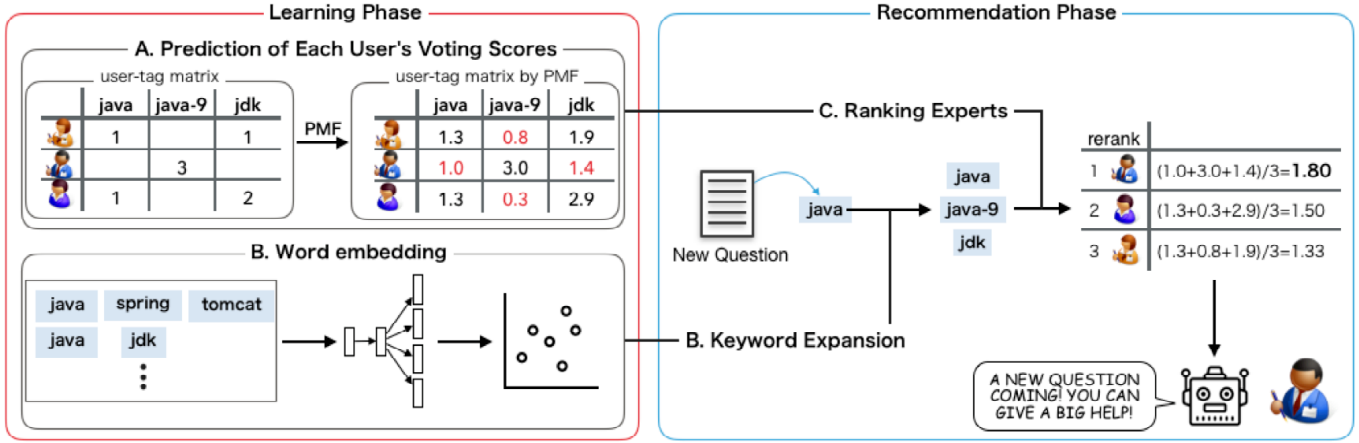 Learning Phase
A. Prediction of Each User's Voting Scores
user-tag matrix
java java-9 jdk
1 1
3
1 2
PMF
user-tag matrix by PMF
java java-9 jdk
1.3 0.8 1.9
1.0 3.0 1.4
1.3 0.3 2.9
B. Word embedding
java spring tomcat
java jdk
Recommendation Phase
C. Ranking Experts
New Question
java
java
java-9
jdk
B. Keyword Expansion
rerank
1 (1.0+3.0+1.4)/3=1.80
2 (1.3+0.3+2.9)/3=1.50
3 (1.3+0.8+1.9)/3=1.33
A NEW QUESTION
COMING! YOU CAN
GIVE A BIG HELP!